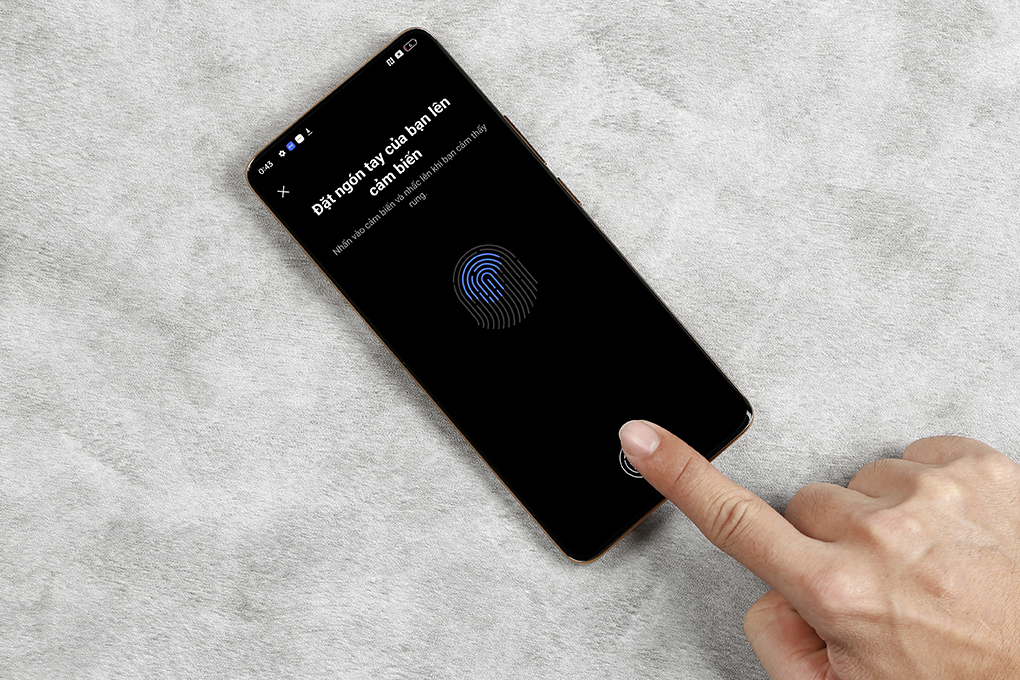 0:45
Đặt ngón tay của bạn lên
cảm biến
Nhấn vào cảm biến và nhấc lên khi bạn cảm thấy
rung.